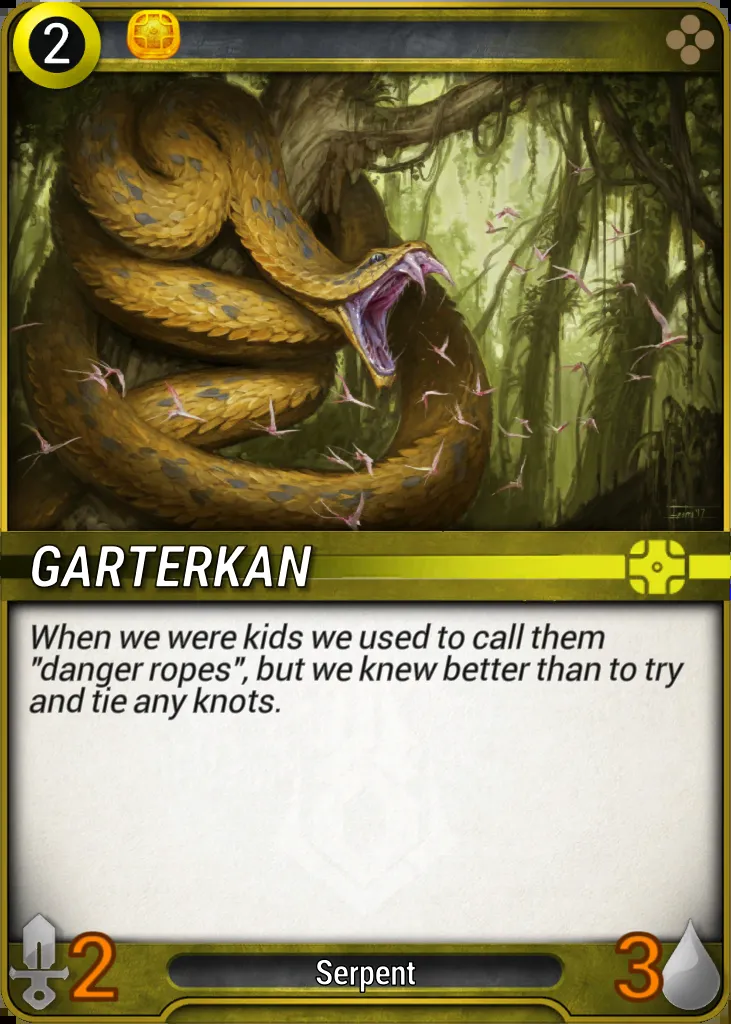 2
GARTERKAN
When we were kids we used to call them
"danger ropes", but we knew better than to try
and tie any knots.
2
Serpent
3